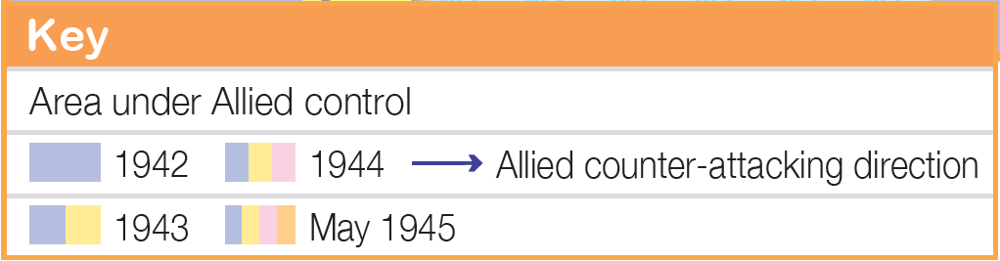 Key
Area under Allied control
1942 1944 Allied counter-attacking direction
1943 May 1945